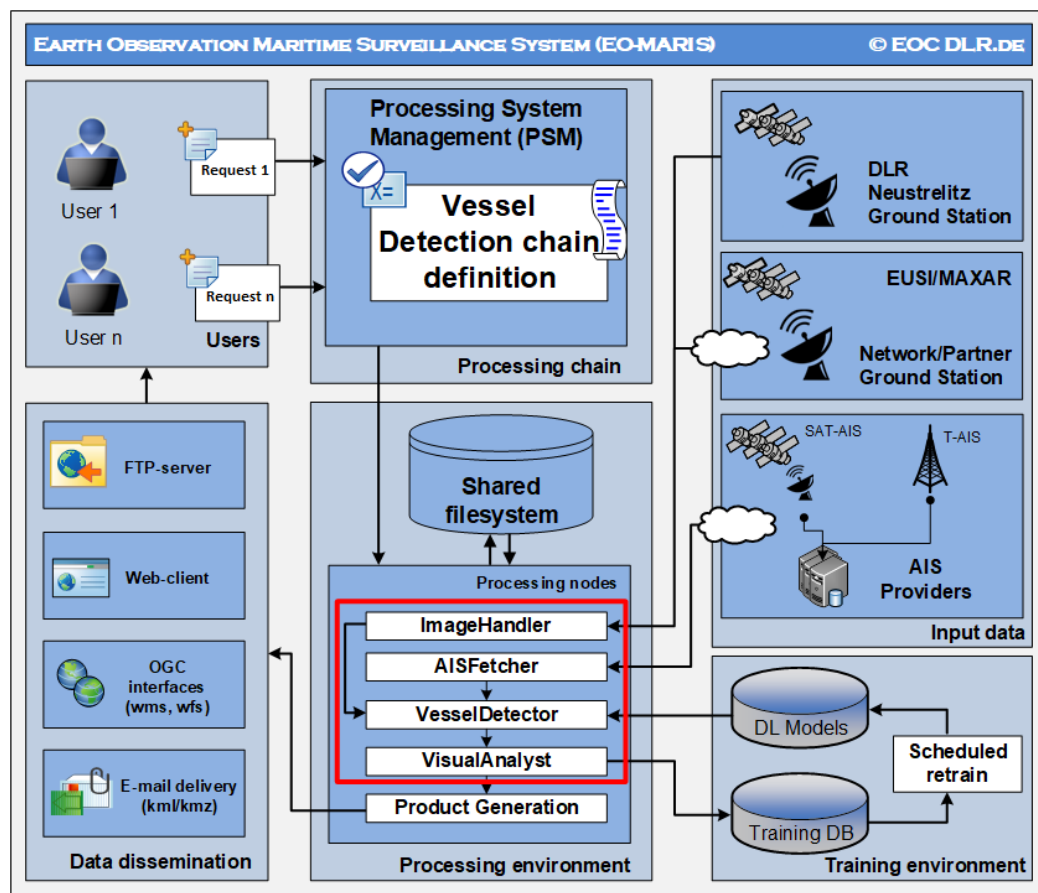 EARTH OBSERVATION MARITIME SURVEILLANCE SYSTEM (EO-MARIS)
© EOC DLR.DE
User 1
Request 1
User n
Request n
Users
Processing System
Management (PSM)
X=
Vessel
Detection chain
definition
Processing chain
DLR
Neustrelitz
Ground Station
EUSI/MAXAR
Network/Partner
Ground Station
SAT-AIS
T-AIS
AIS
Providers
Input data
FTP-server
Web-client
OGC
interfaces
(wms, wfs)
E-mail delivery
(kml/kmz)
Data dissemination
Shared
filesystem
Processing nodes
ImageHandler
AISFetcher
VesselDetector
VisualAnalyst
Product Generation
Processing environment
DL Models
Scheduled
retrain
Training DB
Training environment